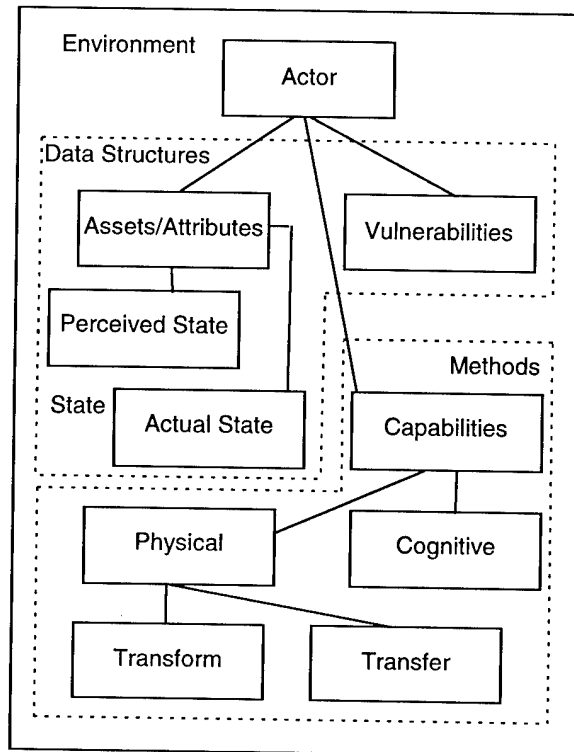 Environment
Actor
Data Structures
Assets/Attributes
Vulnerabilities
Perceived State
Methods
State
Actual State
Capabilities
Physical
Cognitive
Transform
Transfer